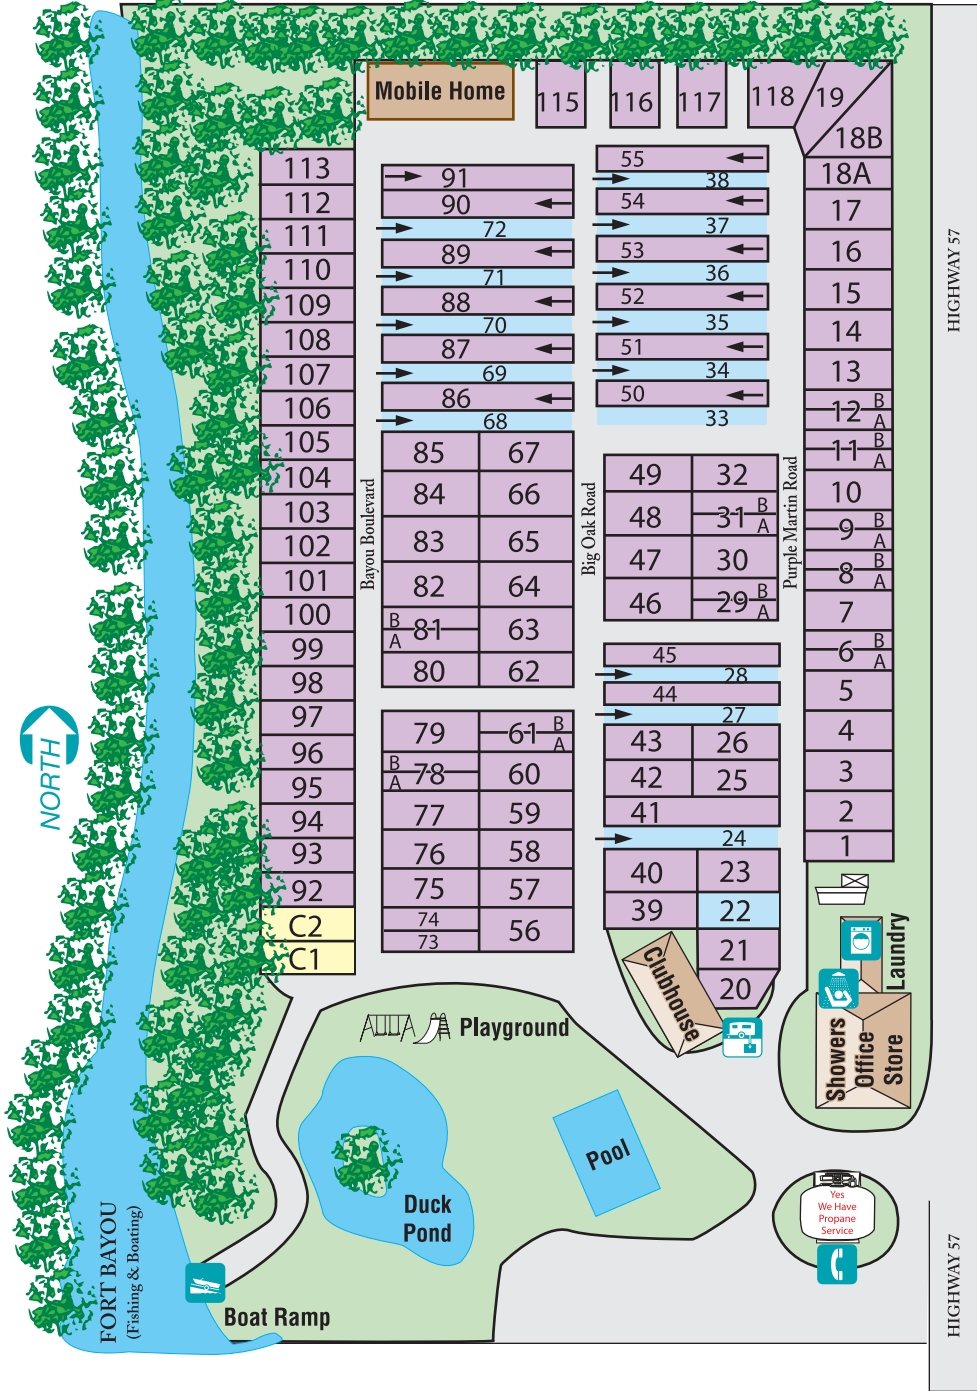 Mobile Home
115
116
117
118
19
18B
18A
17
16
15
14
13
12
B
A
11
B
A
10
9
B
A
8
B
A
7
6
B
A
5
4
3
2
1
113
112
111
110
109
108
107
106
105
104
103
102
101
100
99
98
97
96
95
94
93
92
C2
C1
91
90
72
89
71
88
70
87
69
86
68
85
67
84
66
83
65
82
64
B
A
81
63
80
62
79
61
B
A
B
A
78
60
77
59
76
58
75
57
74
73
56
55
38
54
37
53
36
52
35
51
34
50
33
49
32
48
31
B
A
47
30
46
29
B
A
45
28
44
27
43
26
42
25
41
24
40
23
39
22
21
20
Bayou Boulevard
Big Oak Road
Purple Martin Road
HIGHWAY 57
NORTH
Clubhouse
Laundry
Showers
Office
Store
Playground
Pool
Duck
Pond
Yes
We Have
Propane
Service
FORT BAYOU
(Fishing & Boating)
Boat Ramp
HIGHWAY 57